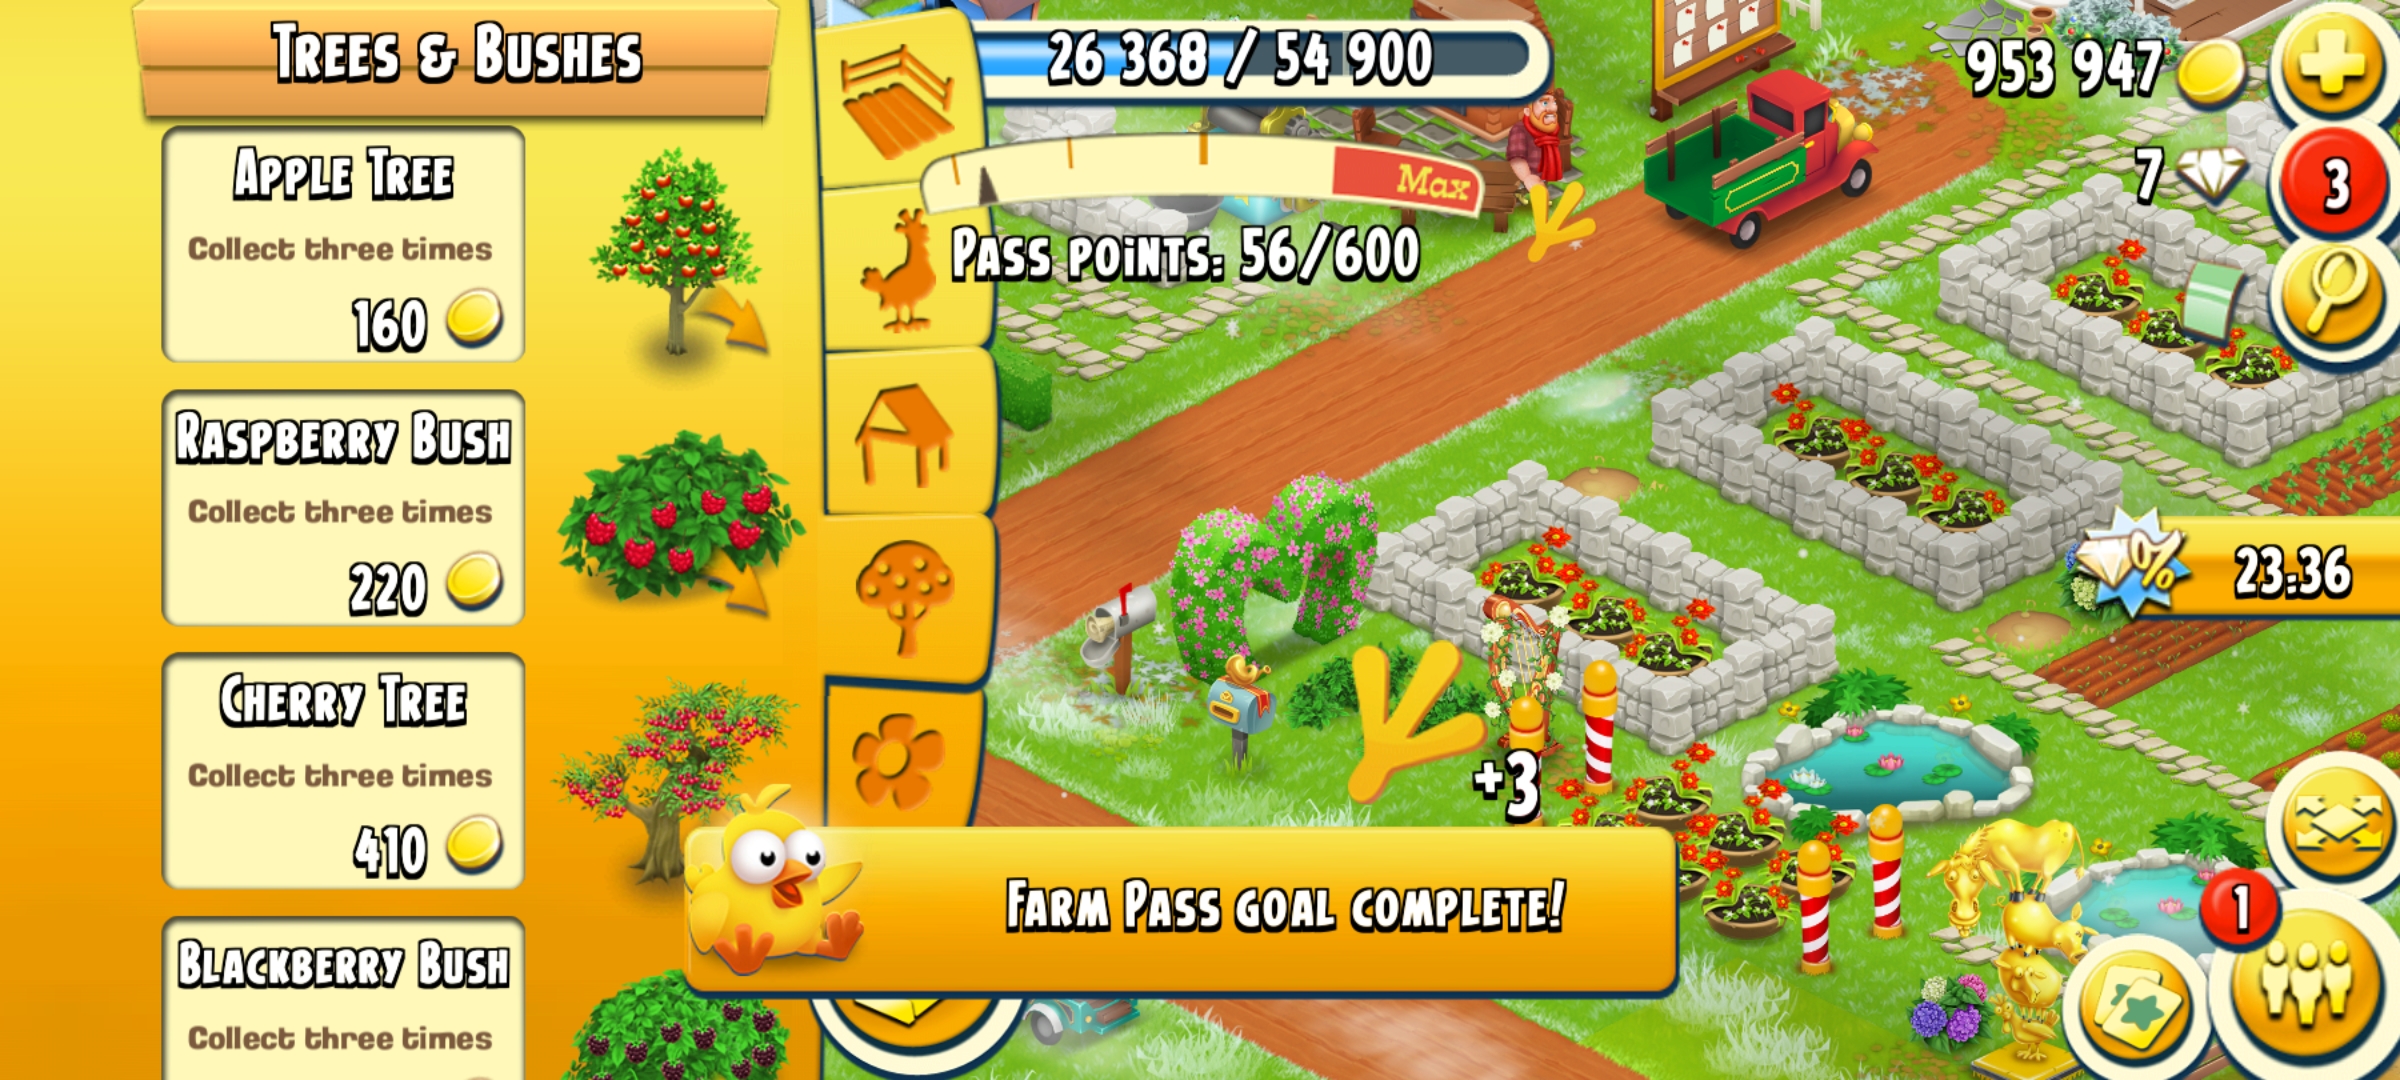 TREES & BUSHES
APPLE TREE
Collect three times
160
RASPBERRY BUSH
Collect three times
220
CHERRY TREE
Collect three times
410
BLACKBERRY BUSH
Collect three times
26 368 / 54 900
Max
PASS POINTS: 56/600
953 947
7
3
%
23:36
+3
FARM PASS GOAL COMPLETE!
1